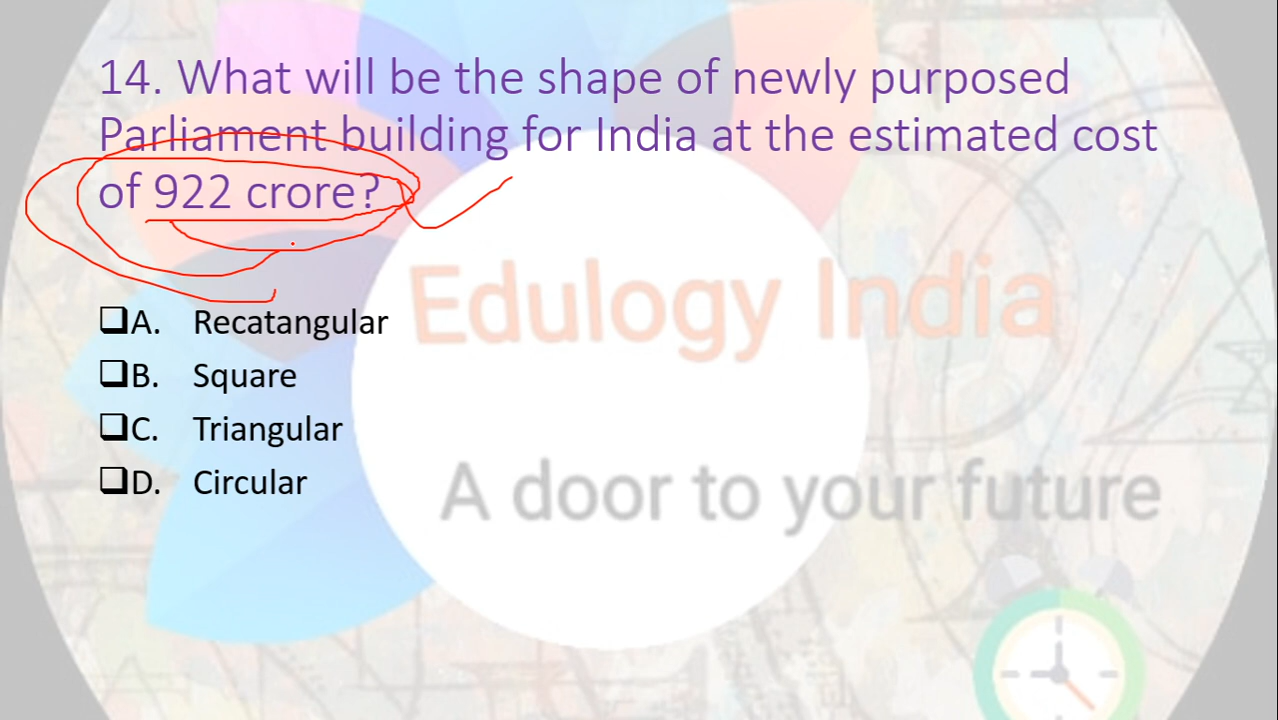 14. What will be the shape of newly purposed
Parliament building for India at the estimated cost
of 922 crore?
Edulogy India
A. Recatangular
B. Square
C. Triangular
D. Circular
A door to your future